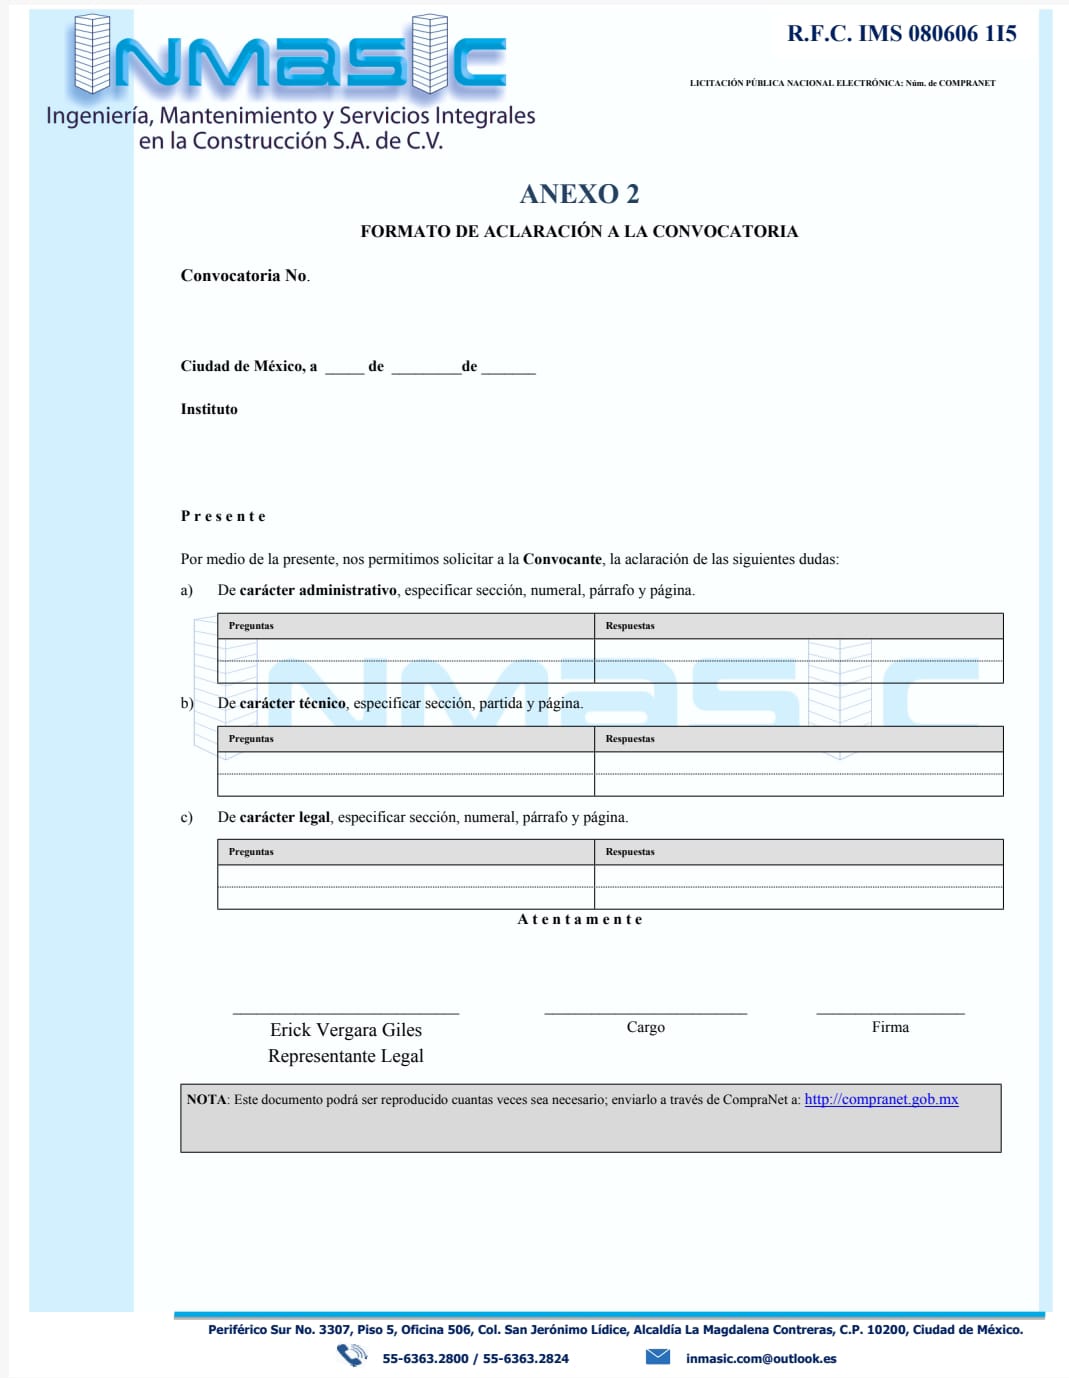 INMASIC
Ingeniería, Mantenimiento y Servicios Integrales
en la Construcción S.A. de C.V.
R.F.C. IMS 080606 1I5
LICITACIÓN PÚBLICA NACIONAL ELECTRÓNICA: Núm. de COMPRANET
ANEXO 2
FORMATO DE ACLARACIÓN A LA CONVOCATORIA
Convocatoria No.
Ciudad de México, a _____ de _________de _______
Instituto
P r e s e n t e
Por medio de la presente, nos permitimos solicitar a la Convocante, la aclaración de las siguientes dudas:
a) De carácter administrativo, especificar sección, numeral, párrafo y página.
Preguntas Respuestas
INMASIC
b) De carácter técnico, especificar sección, partida y página.
Preguntas Respuestas
c) De carácter legal, especificar sección, numeral, párrafo y página.
Preguntas Respuestas
A t e n t a m e n t e
Erick Vergara Giles Cargo Firma
Representante Legal
NOTA: Este documento podrá ser reproducido cuantas veces sea necesario; enviarlo a través de CompraNet a: http://compranet.gob.mx
Periférico Sur No. 3307, Piso 5, Oficina 506, Col. San Jerónimo Lídice, Alcaldía La Magdalena Contreras, C.P. 10200, Ciudad de México.
55-6363.2800 / 55-6363.2824 inmasic.com@outlook.es